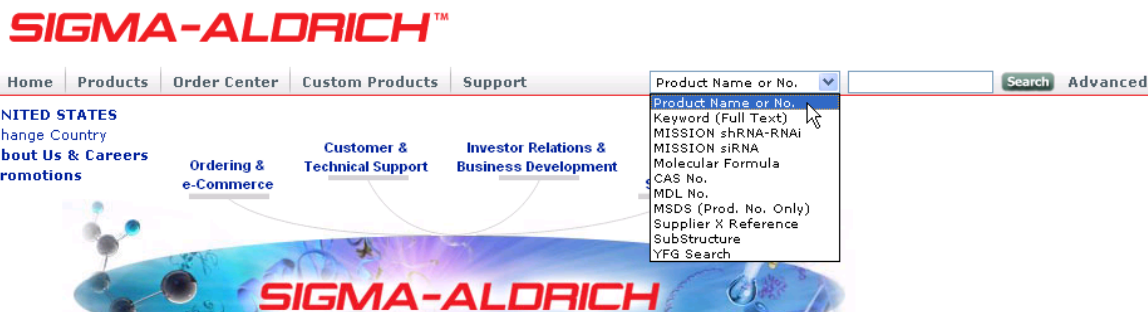 SIGMA-ALDRICH™
Home Products Order Center Custom Products Support Product Name or No. Search Advanced
Product Name or No.
Keyword (Full Text)
MISSION shRNA-RNAi
MISSION siRNA
Molecular Formula
CAS No.
MDL No.
MSDS (Prod. No. Only)
Supplier X Reference
SubStructure
YFG Search
NITED STATES
hange Country
bout Us & Careers
romotions
Ordering &
e-Commerce
Customer &
Technical Support
Investor Relations &
Business Development
SIGMA-ALDRICH